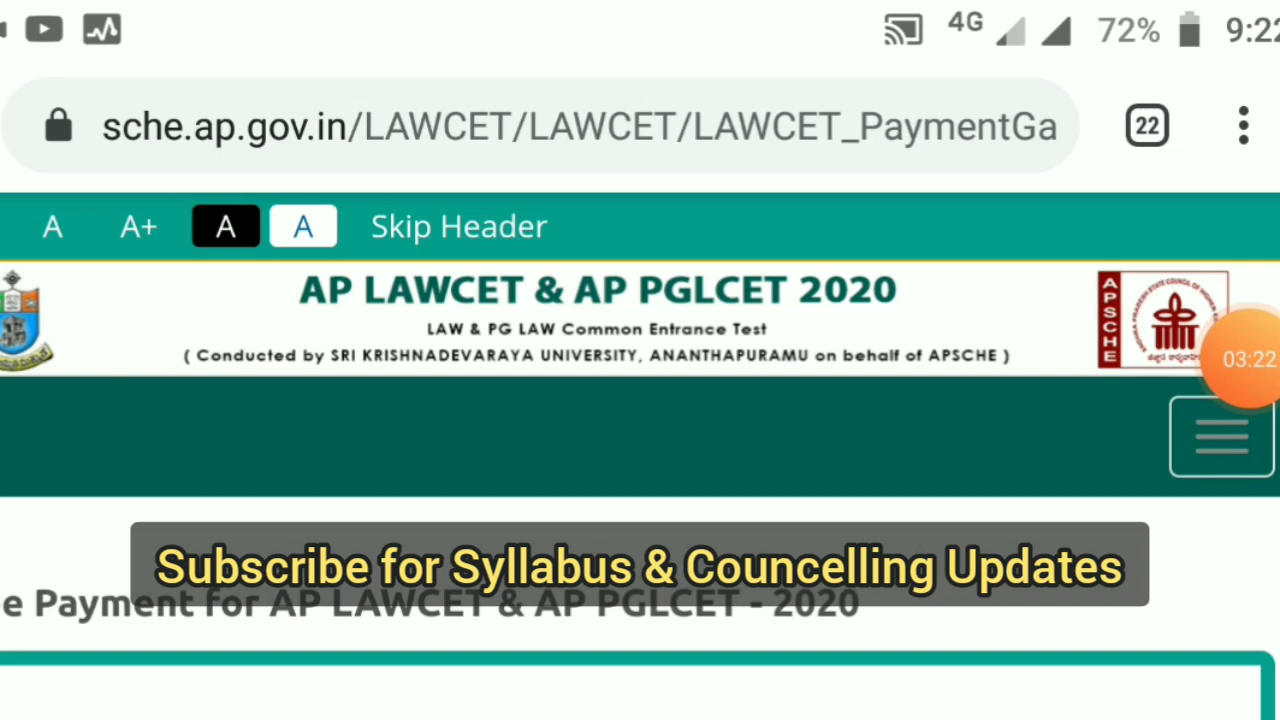 4G 72% 9:22
sche.ap.gov.in/LAWCET/LAWCET/LAWCET_PaymentGa
22
A A+ A A Skip Header
AP LAWCET & AP PGLCET 2020
LAW & PG LAW Common Entrance Test
( Conducted by SRI KRISHNADEVARAYA UNIVERSITY, ANANTHAPURAMU on behalf of APSCHE )
APSCHE
03:22
Subscribe for Syllabus & Councelling Updates
e Payment for AP LAWCET & AP PGLCET - 2020